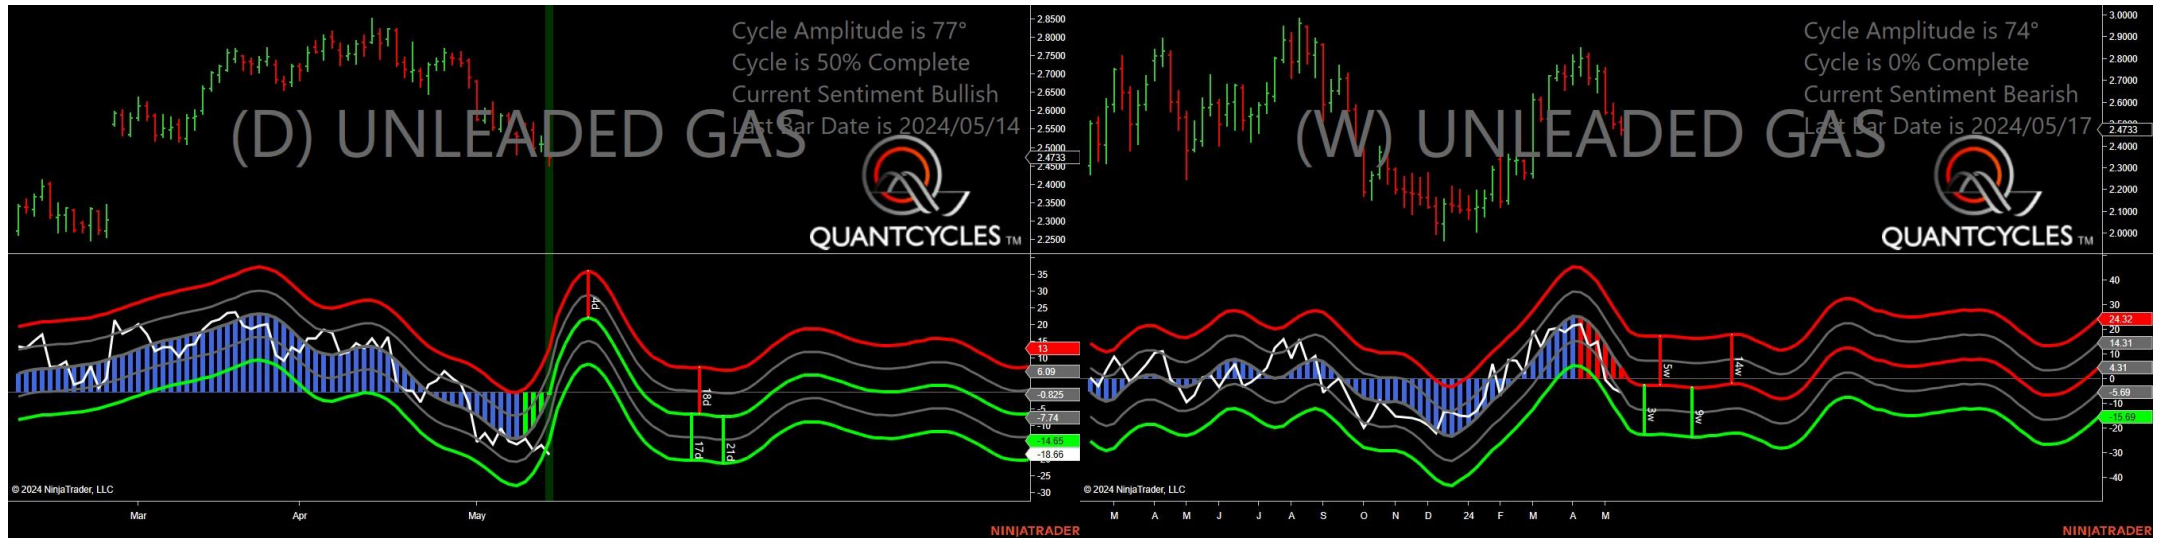 Cycle Amplitude is 77°
Cycle is 50% Complete
Current Sentiment Bullish
Last Bar Date is 2024/05/14
(D) UNLEADED GAS
QUANTCYCLES TM
2.8500
2.8000
2.7500
2.7000
2.6500
2.6000
2.5500
2.5000
2.4733
2.4500
2.4000
2.3500
2.3000
2.2500
4d
18d
17d
21d
35
30
25
20
15
13
10
6.09
-0.825
-5
-7.74
-10
-14.65
-18.66
-25
-30
© 2024 NinjaTrader, LLC
Mar
Apr
May
NINJATRADER
Cycle Amplitude is 74°
Cycle is 0% Complete
Current Sentiment Bearish
Last Bar Date is 2024/05/17
(W) UNLEADED GAS
QUANTCYCLES TM
3.0000
2.9000
2.8000
2.7000
2.6000
2.4733
2.4000
2.3000
2.2000
2.1000
2.0000
5w
14w
3w
9w
40
30
24.32
20
14.31
10
4.31
0
-5.69
-10
-15.69
-20
-30
-40
© 2024 NinjaTrader, LLC
M
A
M
J
J
A
S
O
N
D
24
F
M
A
M
NINJATRADER